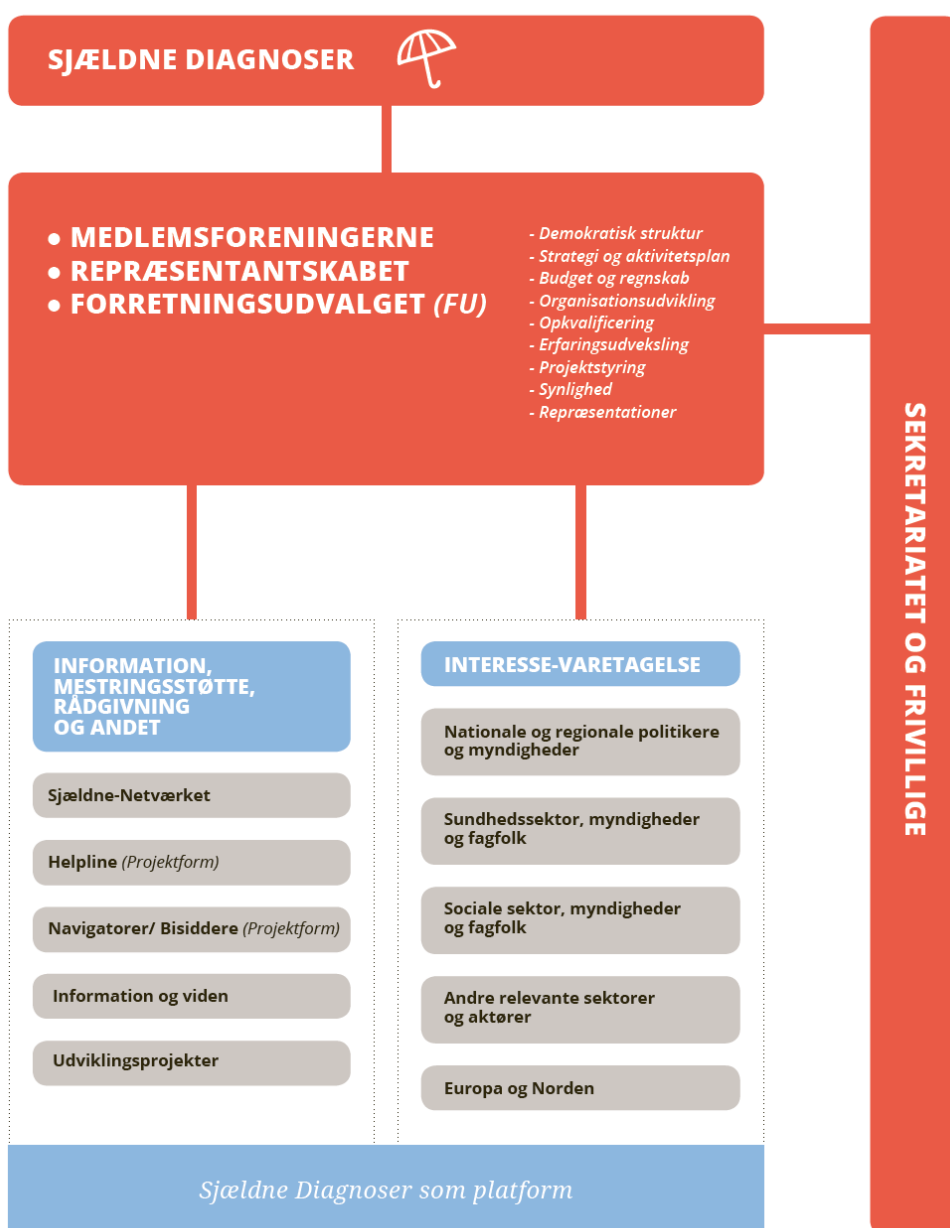 SJÆLDNE DIAGNOSER
● MEDLEMSFORENINGERNE
● REPRÆSENTANTSKABET
● FORRETNINGSUDVALGET (FU)
- Demokratisk struktur
- Strategi og aktivitetsplan
- Budget og regnskab
- Organisationsudvikling
- Opkvalificering
- Erfaringsudveksling
- Projektstyring
- Synlighed
- Repræsentationer
SEKRETARIATET OG FRIVILLIGE
INFORMATION,
MESTRINGSSTØTTE,
RÅDGIVNING
OG ANDET
Sjældne-Netværket
Helpline (Projektform)
Navigatorer/ Bisiddere (Projektform)
Information og viden
Udviklingsprojekter
INTERESSE-VARETAGELSE
Nationale og regionale politikere
og myndigheder
Sundhedssektor, myndigheder
og fagfolk
Sociale sektor, myndigheder
og fagfolk
Andre relevante sektorer
og aktører
Europa og Norden
Sjældne Diagnoser som platform